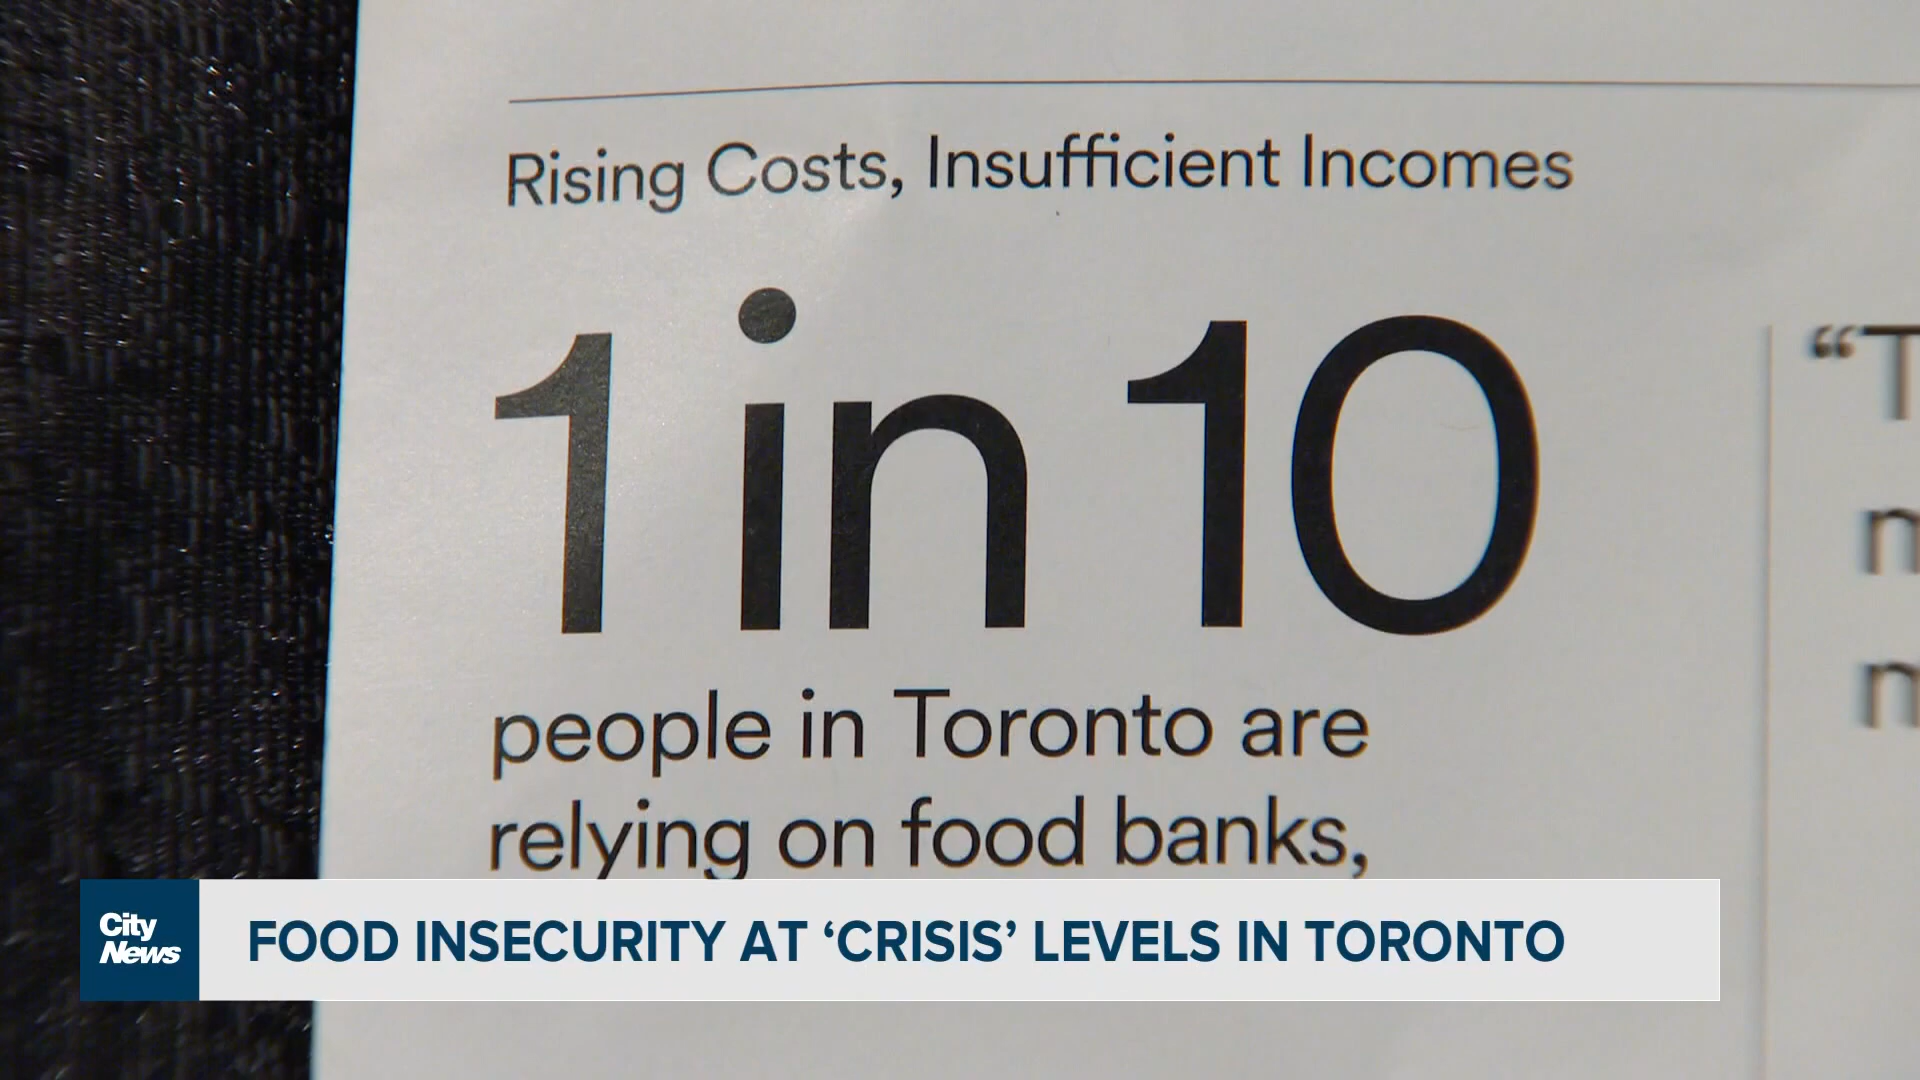 Rising Costs, Insufficient Incomes
1 in 10
people in Toronto are
relying on food banks,
City
News
FOOD INSECURITY AT ‘CRISIS’ LEVELS IN TORONTO